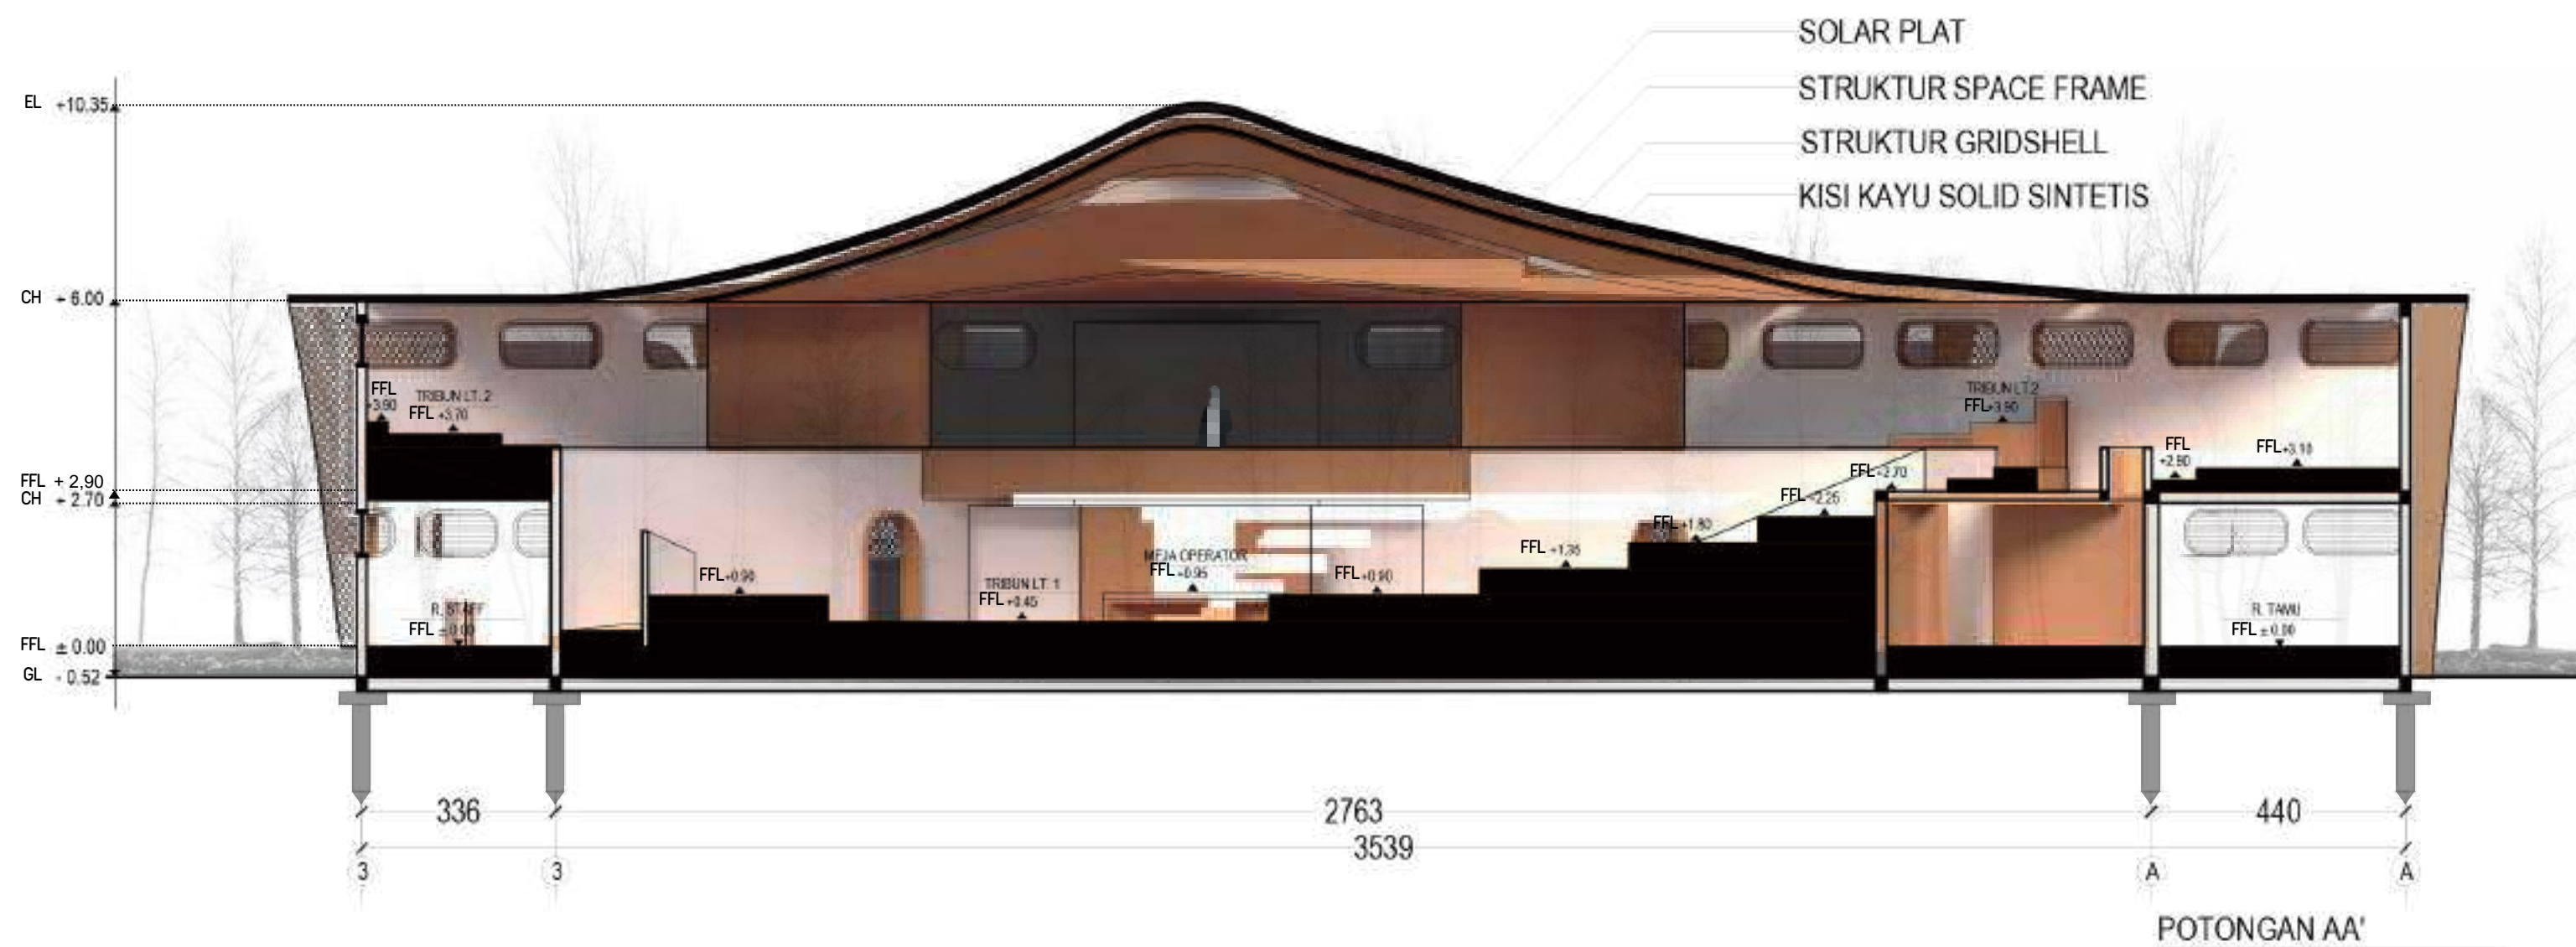 SOLAR PLAT
STRUKTUR SPACE FRAME
STRUKTUR GRIDSHELL
KISI KAYU SOLID SINTETIS
EL +10.35
CH + 6.00
FFL + 2,90
CH + 2.70
FFL ± 0.00
GL - 0.52
FFL
+3.90
TRIBUN LT. 2
FFL +3,70
R. STAFF
FFL ± 0.00
FFL +0.90
TRIBUN LT. 1
FFL +0.45
MEJA OPERATOR
FFL +0.95
FFL +0.90
FFL +1.35
FFL +1.80
FFL +2.25
FFL +2.70
TRIBUN LT.2
FFL +3.90
FFL
+2.90
FFL +3.10
R. TAMU
FFL ± 0.00
336
2763
440
3539
3
3
A
A
POTONGAN AA'